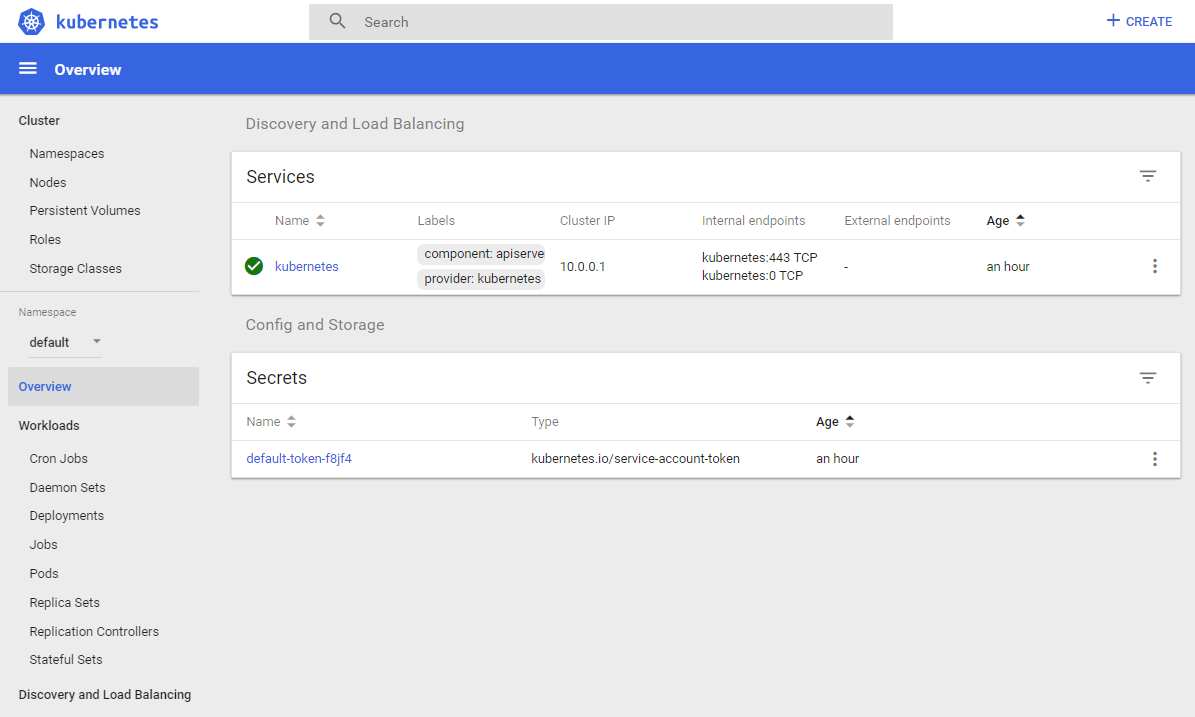 kubernetes
Search
CREATE
Overview
Cluster
Namespaces
Nodes
Persistent Volumes
Roles
Storage Classes
Namespace
default
Overview
Workloads
Cron Jobs
Daemon Sets
Deployments
Jobs
Pods
Replica Sets
Replication Controllers
Stateful Sets
Discovery and Load Balancing
Discovery and Load Balancing
Services
Name Labels Cluster IP Internal endpoints External endpoints Age
kubernetes
component: apiserve
provider: kubernetes
10.0.0.1
kubernetes:443 TCP
kubernetes:0 TCP
-
an hour
Config and Storage
Secrets
Name Type Age
default-token-f8jf4 kubernetes.io/service-account-token an hour